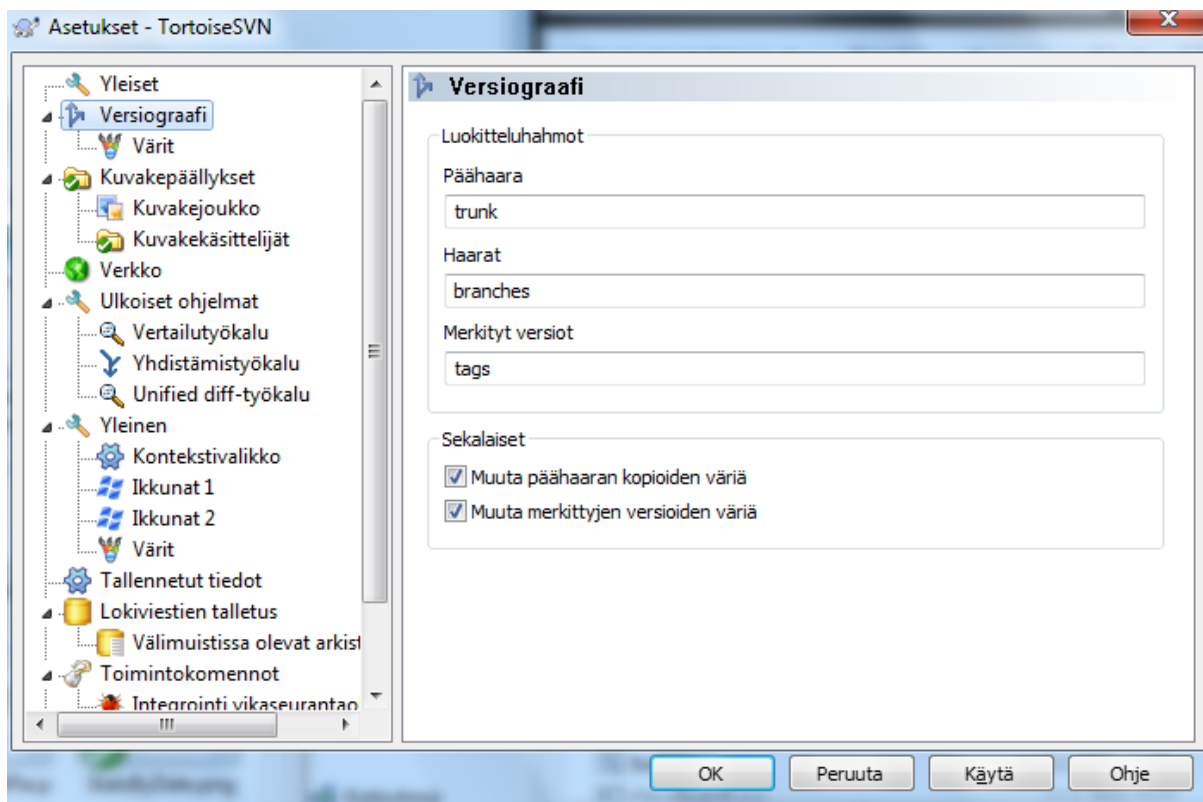 Asetukset - TortoiseSVN
Yleiset
Versiograafi
Värit
Kuvakepäällykset
Kuvakejoukko
Kuvakekäsittelijät
Verkko
Ulkoiset ohjelmat
Vertailutyökalu
Yhdistämistyökalu
Unified diff-työkalu
Yleinen
Kontekstivalikko
Ikkunat 1
Ikkunat 2
Värit
Tallennetut tiedot
Lokiviestien talletus
Välimuistissa olevat arkist
Toimintokomennot
Integrointi vikaseurantao
Versiograafi
Luokitteluhahmot
Päähaara
trunk
Haarat
branches
Merkityt versiot
tags
Sekalaiset
Muuta päähaaran kopioiden väriä
Muuta merkittyjen versioiden väriä
OK
Peruuta
Käytä
Ohje